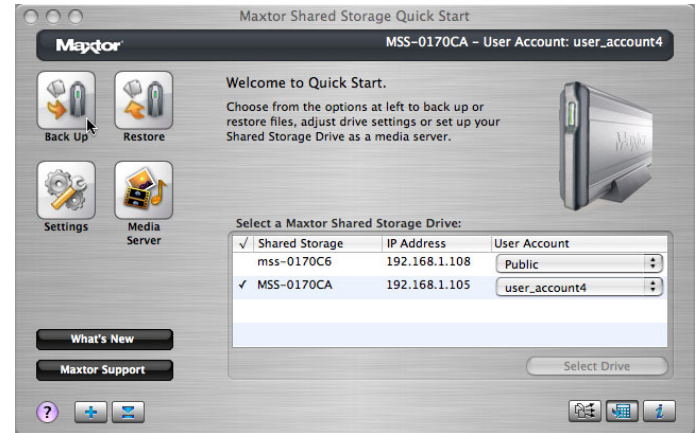 Maxtor Shared Storage Quick Start
Maxtor
MSS-0170CA – User Account: user_account4
Back Up
Restore
Settings
Media
Server
Welcome to Quick Start.
Choose from the options at left to back up or
restore files, adjust drive settings or set up your
Shared Storage Drive as a media server.
Maxtor
Select a Maxtor Shared Storage Drive:
√ Shared Storage IP Address User Account
mss-0170C6 192.168.1.108 Public
✓ MSS-0170CA 192.168.1.105 user_account4
What's New
Maxtor Support
Select Drive
?
i